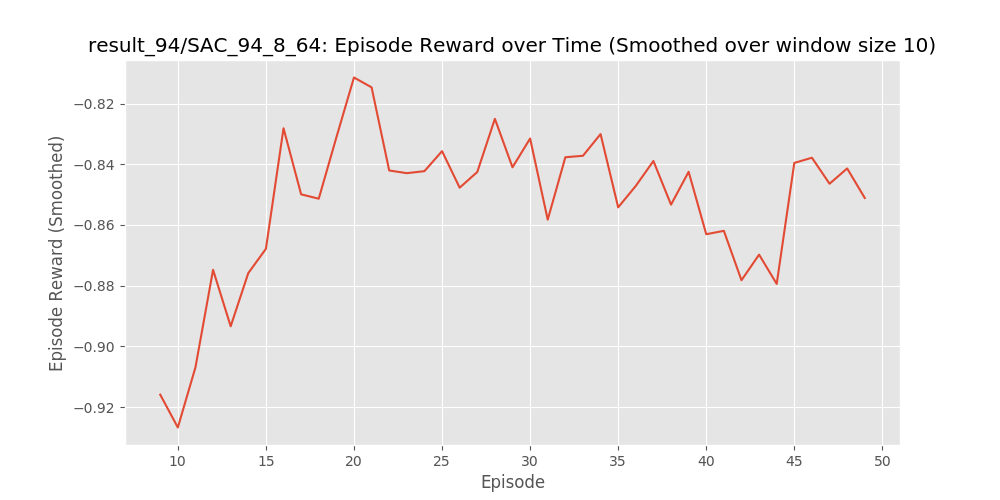 result_94/SAC_94_8_64: Episode Reward over Time (Smoothed over window size 10)
Episode Reward (Smoothed)
−0.82
−0.84
−0.86
−0.88
−0.90
−0.92
10 15 20 25 30 35 40 45 50
Episode